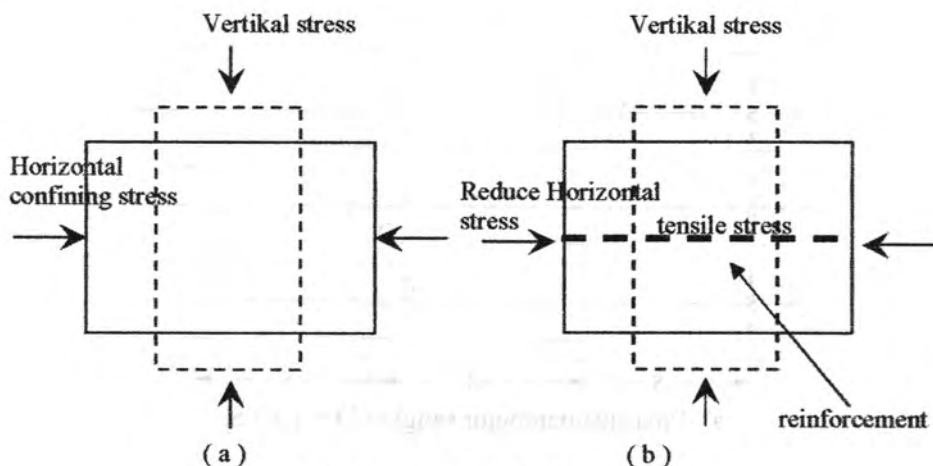 Vertikal stress
Horizontal
confining stress
( a )
Vertikal stress
Reduce Horizontal
stress
tensile stress
reinforcement
( b )